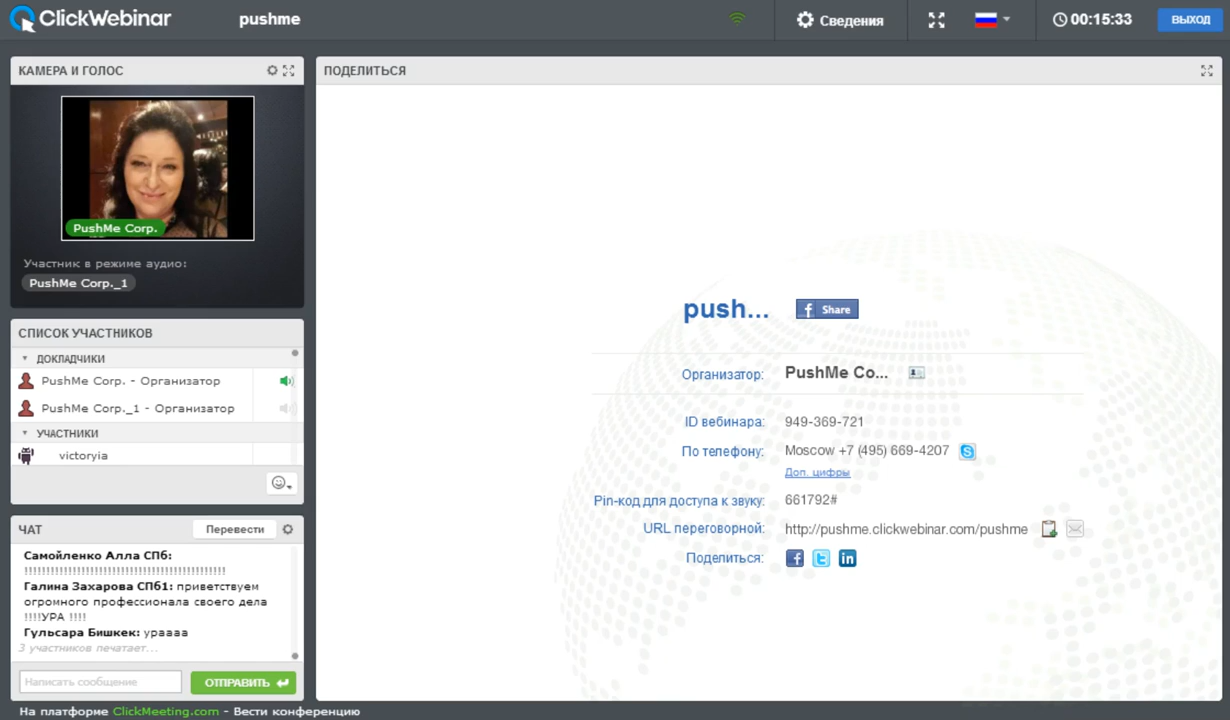 ClickWebinar
pushme
Сведения
00:15:33
ВЫХОД
КАМЕРА И ГОЛОС
PushMe Corp.
Участник в режиме аудио:
PushMe Corp._1
СПИСОК УЧАСТНИКОВ
ДОКЛАДЧИКИ
PushMe Corp. - Организатор
PushMe Corp._1 - Организатор
УЧАСТНИКИ
victoryia
ЧАТ
Перевести
Самойленко Алла СПб:
!!!!!!!!!!!!!!!!!!!!!!!!!!!!!!!!!!!!!!!!!!!!!!
Галина Захарова СПб1: приветствуем
огромного профессионала своего дела
!!!!УРА !!!!
Гульсара Бишкек: ураааа
3 участников печатает...
Написать сообщение
ОТПРАВИТЬ
ПОДЕЛИТЬСЯ
push...
f Share
Организатор: PushMe Co...
ID вебинара: 949-369-721
По телефону: Moscow +7 (495) 669-4207
Доп. цифры
Pin-код для доступа к звуку: 661792#
URL переговорной: http://pushme.clickwebinar.com/pushme
Поделиться:
На платформе ClickMeeting.com - Вести конференцию